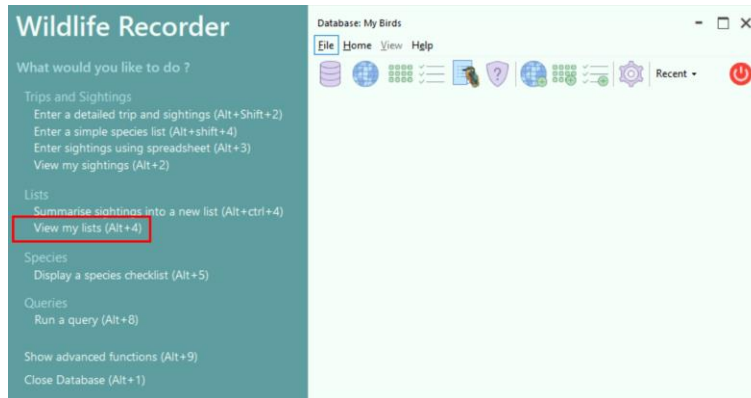 Wildlife Recorder
What would you like to do ?
Trips and Sightings
Enter a detailed trip and sightings (Alt+Shift+2)
Enter a simple species list (Alt+shift+4)
Enter sightings using spreadsheet (Alt+3)
View my sightings (Alt+2)
Lists
Summarise sightings into a new list (Alt+ctrl+4)
View my lists (Alt+4)
Species
Display a species checklist (Alt+5)
Queries
Run a query (Alt+8)
Show advanced functions (Alt+9)
Close Database (Alt+1)
Database: My Birds
File Home View Help
? Recent